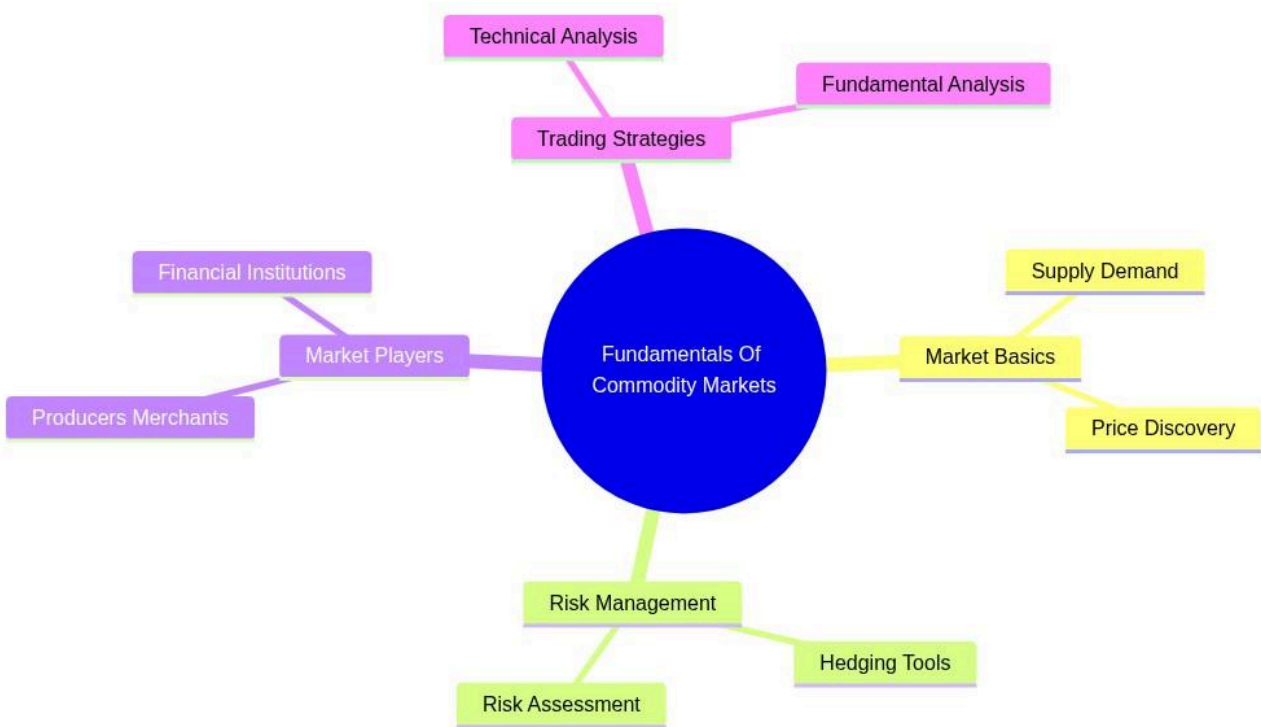 Technical Analysis
Fundamental Analysis
Trading Strategies
Financial Institutions
Supply Demand
Market Players
Fundamentals Of
Commodity Markets
Market Basics
Producers Merchants
Price Discovery
Risk Management
Hedging Tools
Risk Assessment